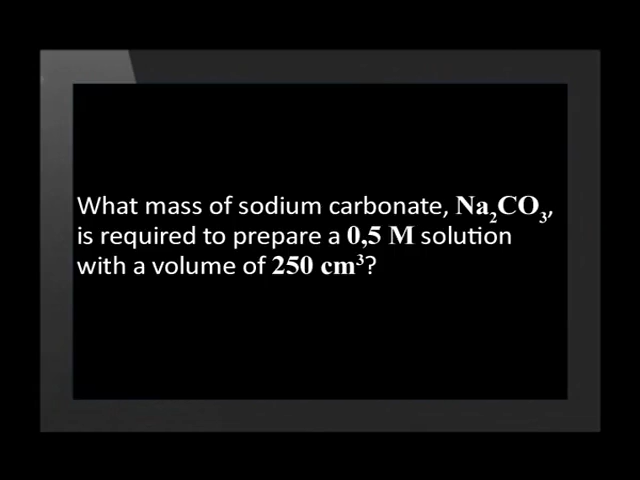 What mass of sodium carbonate, Na₂CO₃,
is required to prepare a 0,5 M solution
with a volume of 250 cm³?